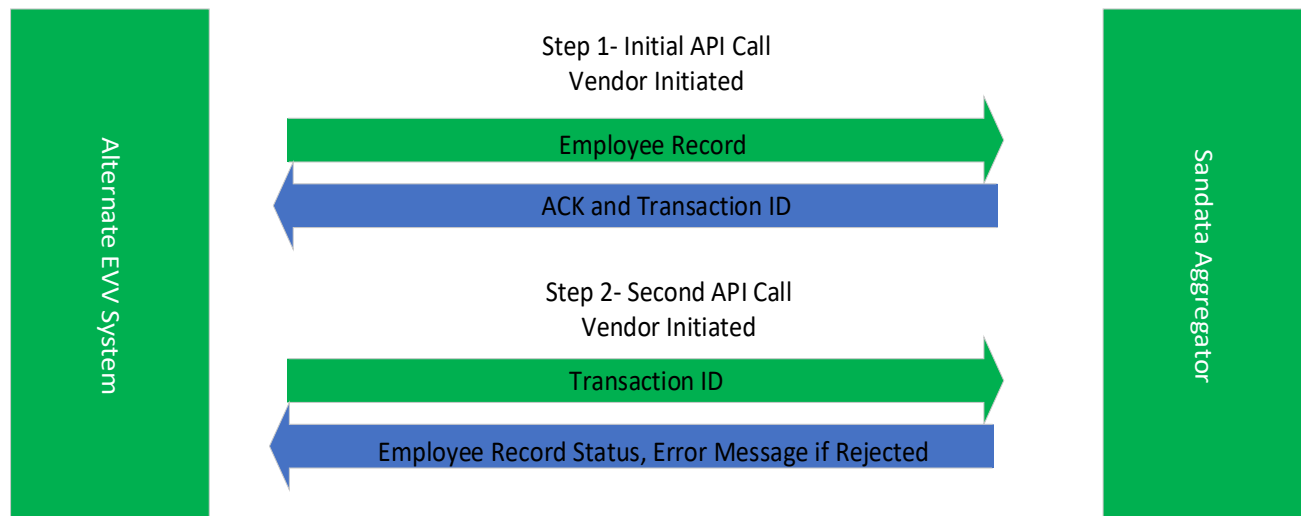 Alternate EVV System
Step 1- Initial API Call
Vendor Initiated
Employee Record
ACK and Transaction ID
Step 2- Second API Call
Vendor Initiated
Transaction ID
Employee Record Status, Error Message if Rejected
Sandata Aggregator